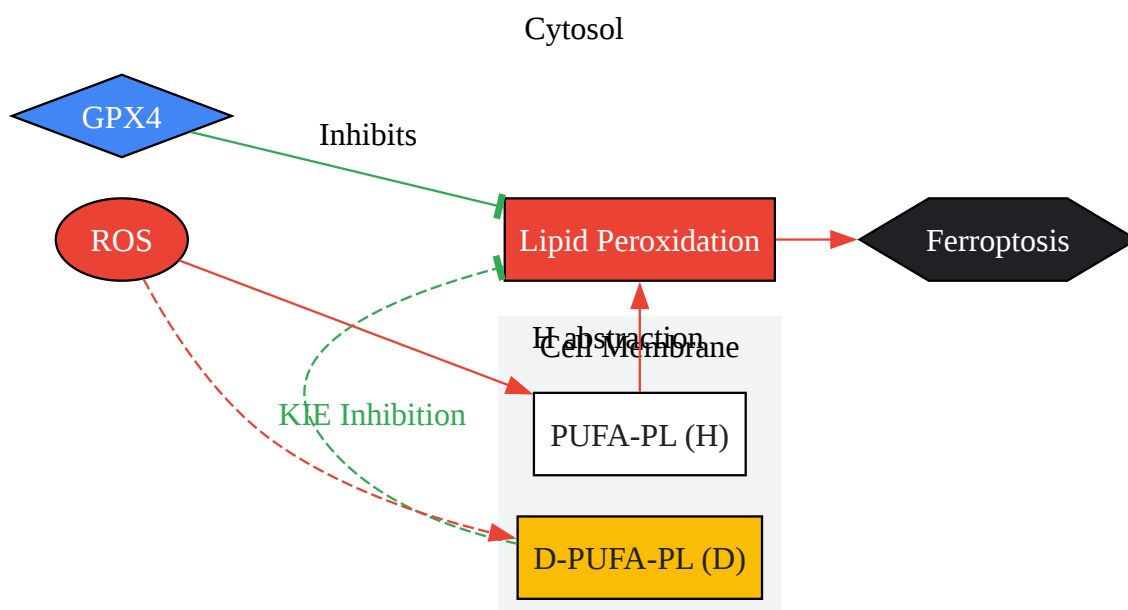 Cytosol
GPX4
Inhibits
ROS
Lipid Peroxidation
Ferroptosis
H abstraction
Cell Membrane
KIE Inhibition
PUFA-PL (H)
D-PUFA-PL (D)